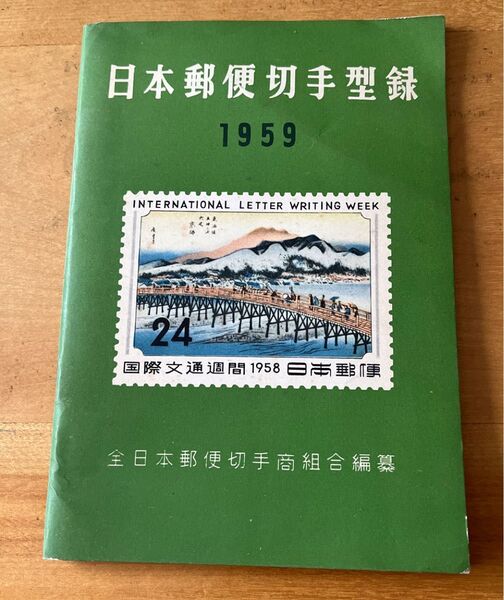 日本郵便切手型録
1959
INTERNATIONAL LETTER WRITING WEEK
24
国際文通週間 1958 日本郵便
全日本郵便切手商組合編纂